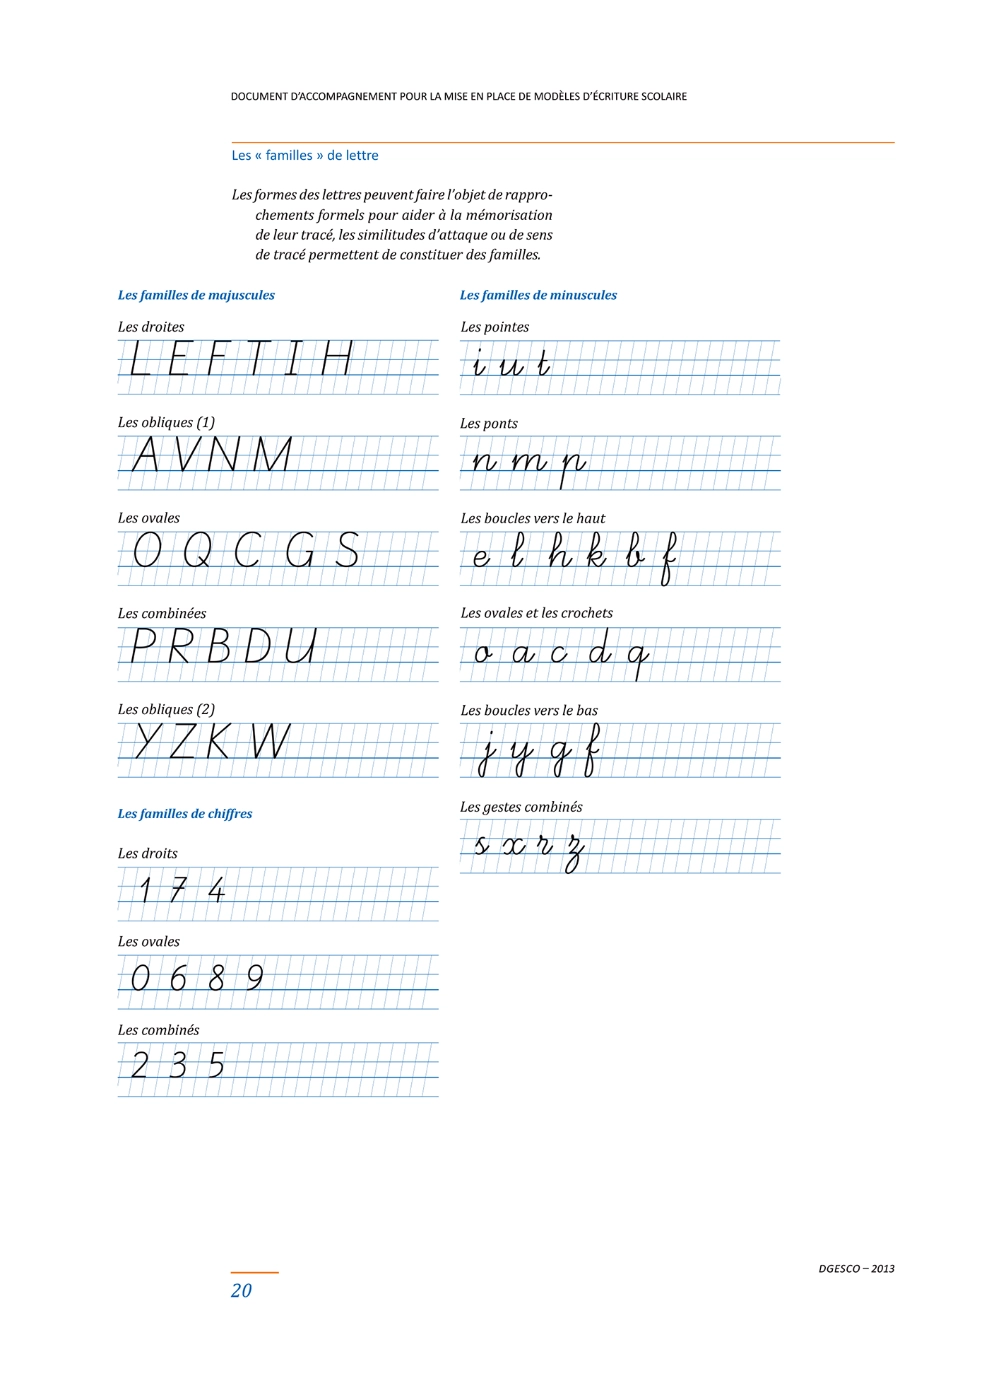 DOCUMENT D'ACCOMPAGNEMENT POUR LA MISE EN PLACE DE MODÈLES D'ÉCRITURE SCOLAIRE
Les « familles » de lettre
Les formes des lettres peuvent faire l'objet de rappro-
chements formels pour aider à la mémorisation
de leur tracé, les similitudes d'attaque ou de sens
de tracé permettent de constituer des familles.
Les familles de majuscules
Les droites
L E F T I H
Les obliques (1)
A V N M
Les ovales
O Q C G S
Les combinées
P R B D U
Les obliques (2)
Y Z K W
Les familles de chiffres
Les droits
1 7 4
Les ovales
0 6 8 9
Les combinés
2 3 5
Les familles de minuscules
Les pointes
i u t
Les ponts
n m p
Les boucles vers le haut
e l h k b f
Les ovales et les crochets
o a c d q
Les boucles vers le bas
j y g f
Les gestes combinés
s x r z
DGESCO – 2013
20